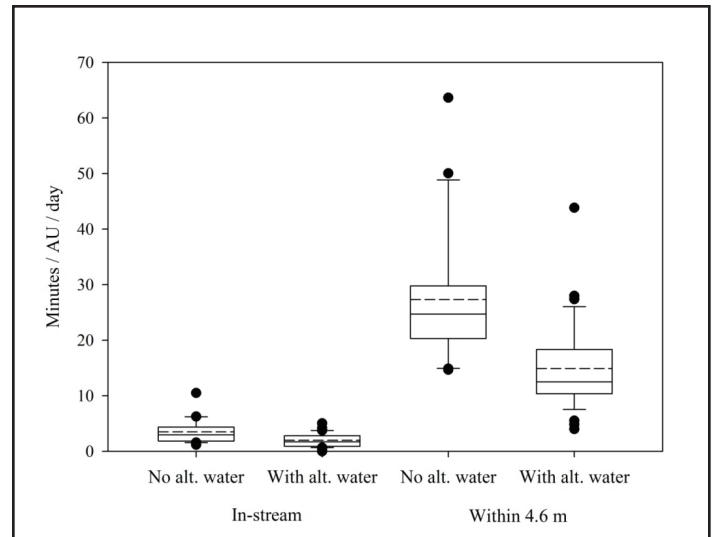 70
60
50
40
30
20
10
0
Minutes / AU / day
No alt. water With alt. water No alt. water With alt. water
In-stream Within 4.6 m